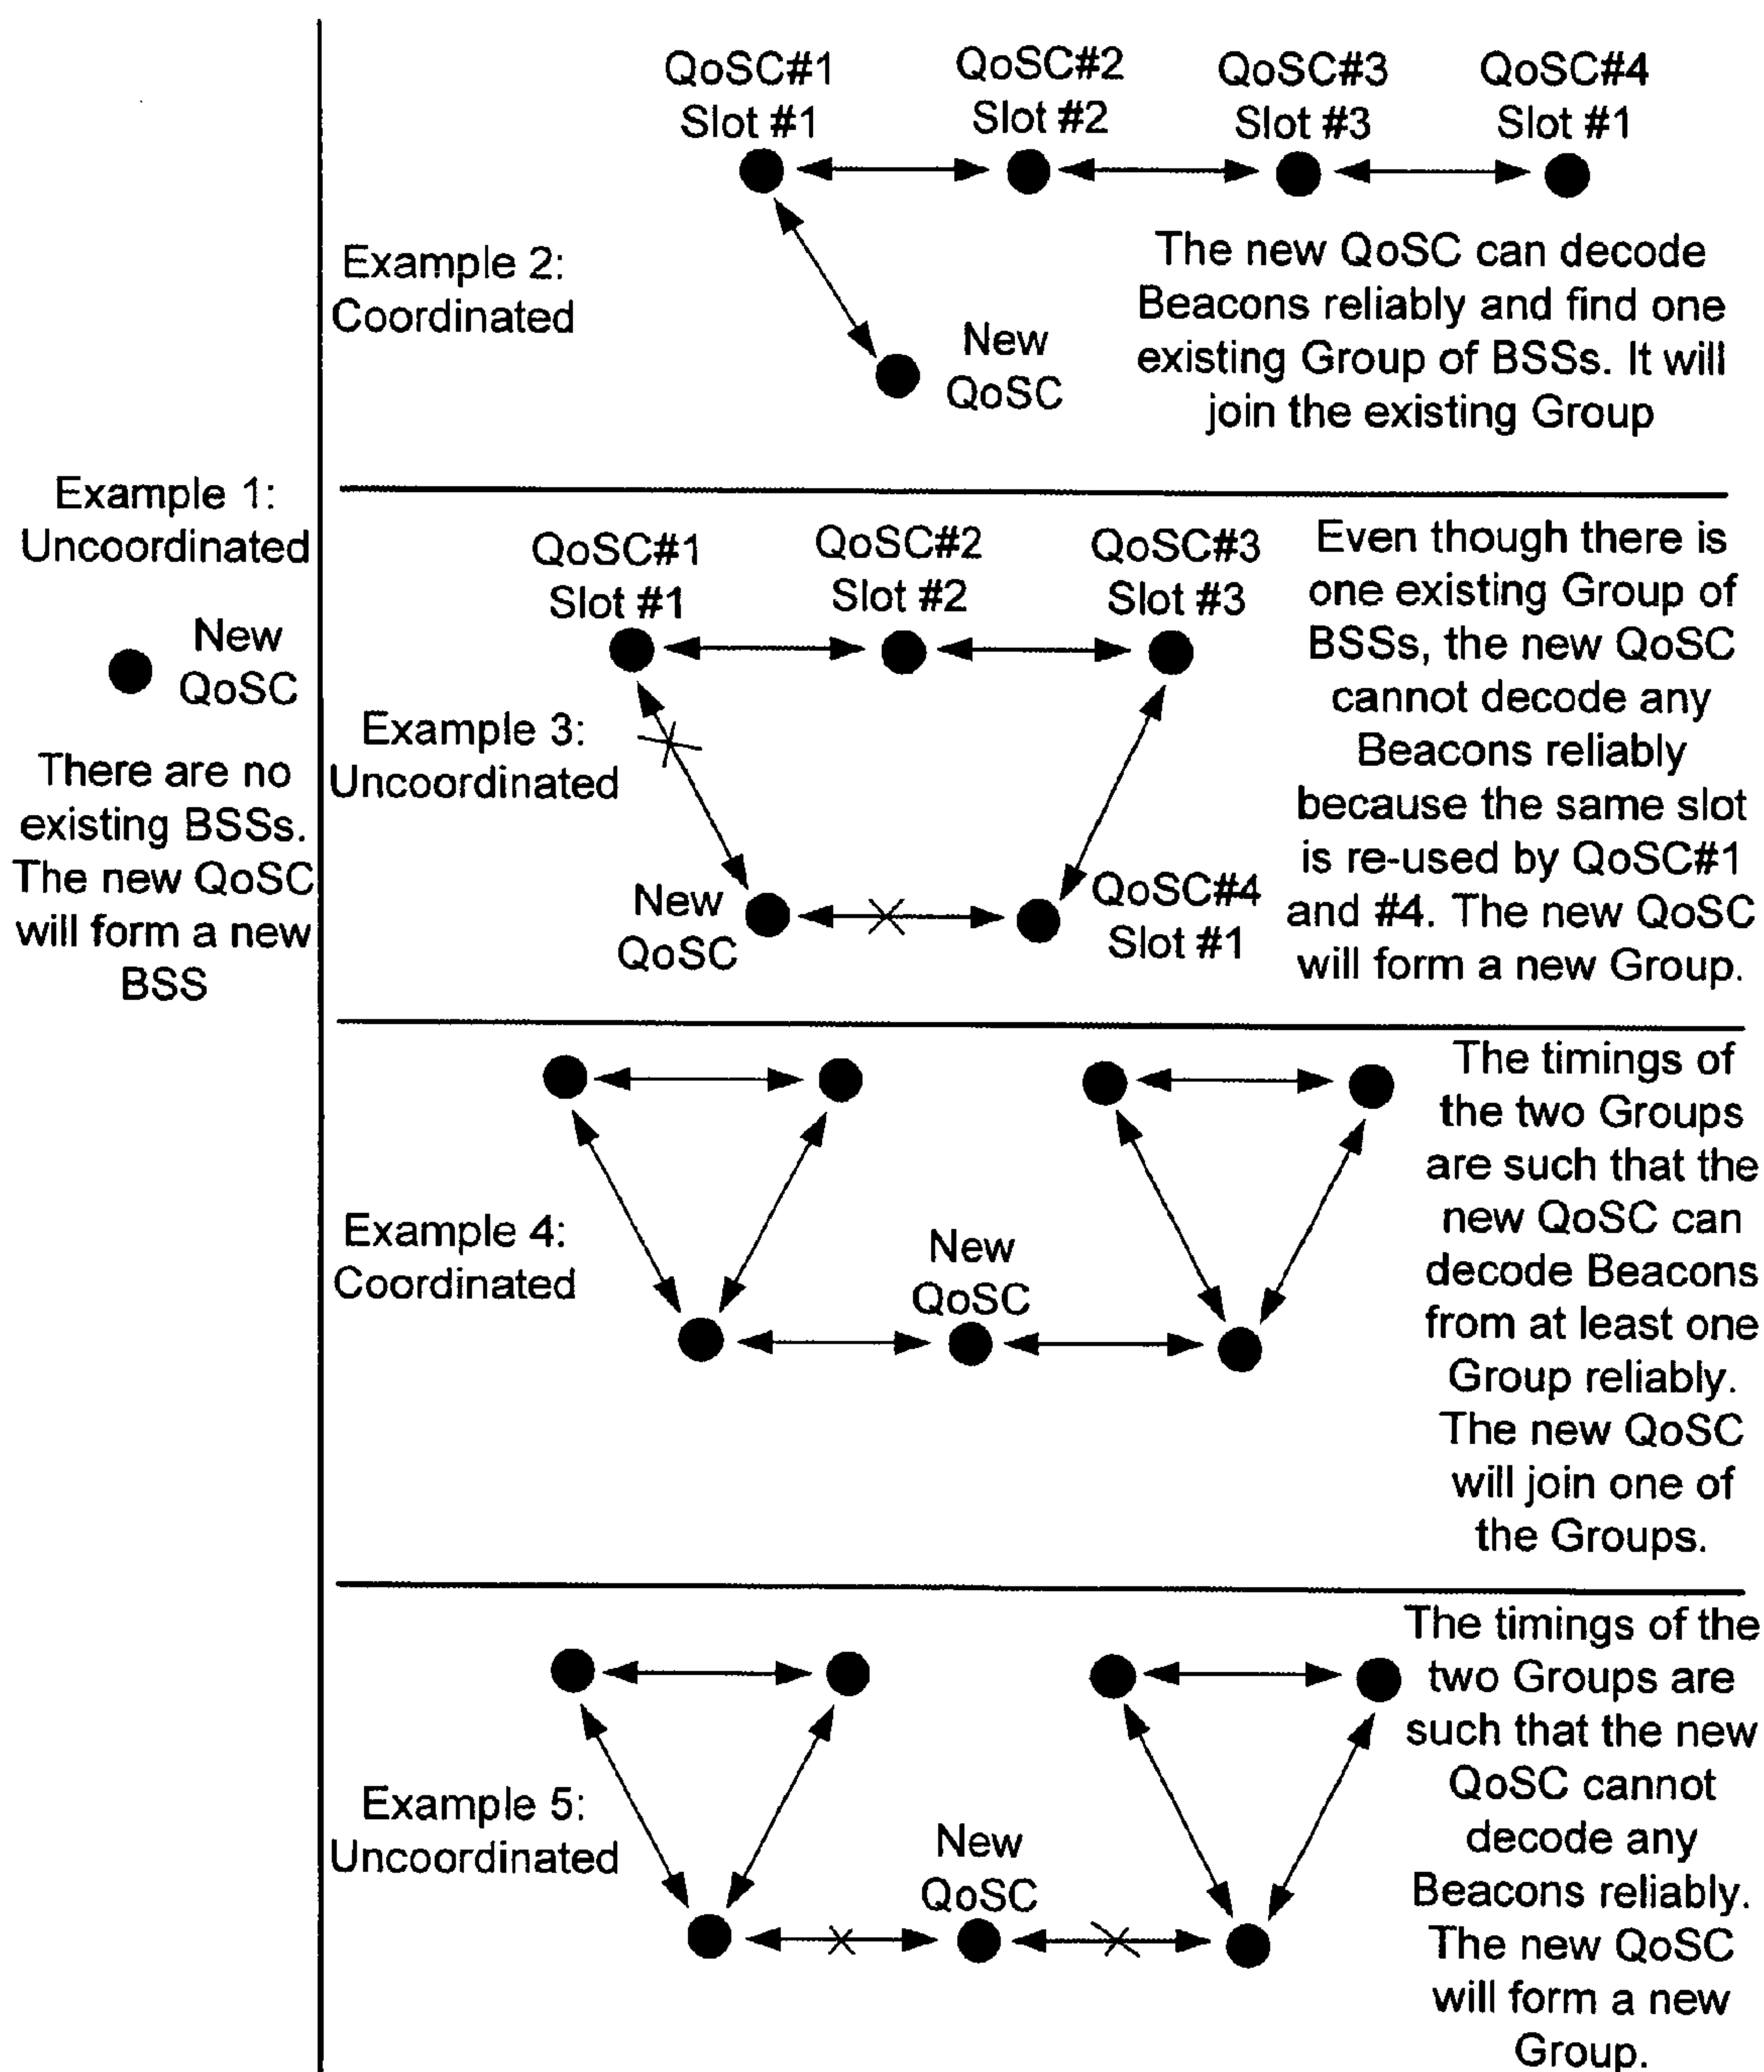 Example 1:
Uncoordinated
New
QoSC
There are no
existing BSSs.
The new QoSC
will form a new
BSS
QoSC#1
Slot #1
QoSC#2
Slot #2
QoSC#3
Slot #3
QoSC#4
Slot #1
Example 2:
Coordinated
New
QoSC
The new QoSC can decode
Beacons reliably and find one
existing Group of BSSs. It will
join the existing Group
QoSC#1
Slot #1
QoSC#2
Slot #2
QoSC#3
Slot #3
Example 3:
Uncoordinated
New
QoSC
QoSC#4
Slot #1
Even though there is
one existing Group of
BSSs, the new QoSC
cannot decode any
Beacons reliably
because the same slot
is re-used by QoSC#1
and #4. The new QoSC
will form a new Group.
Example 4:
Coordinated
New
QoSC
The timings of
the two Groups
are such that the
new QoSC can
decode Beacons
from at least one
Group reliably.
The new QoSC
will join one of
the Groups.
Example 5:
Uncoordinated
New
QoSC
The timings of the
two Groups are
such that the new
QoSC cannot
decode any
Beacons reliably.
The new QoSC
will form a new
Group.